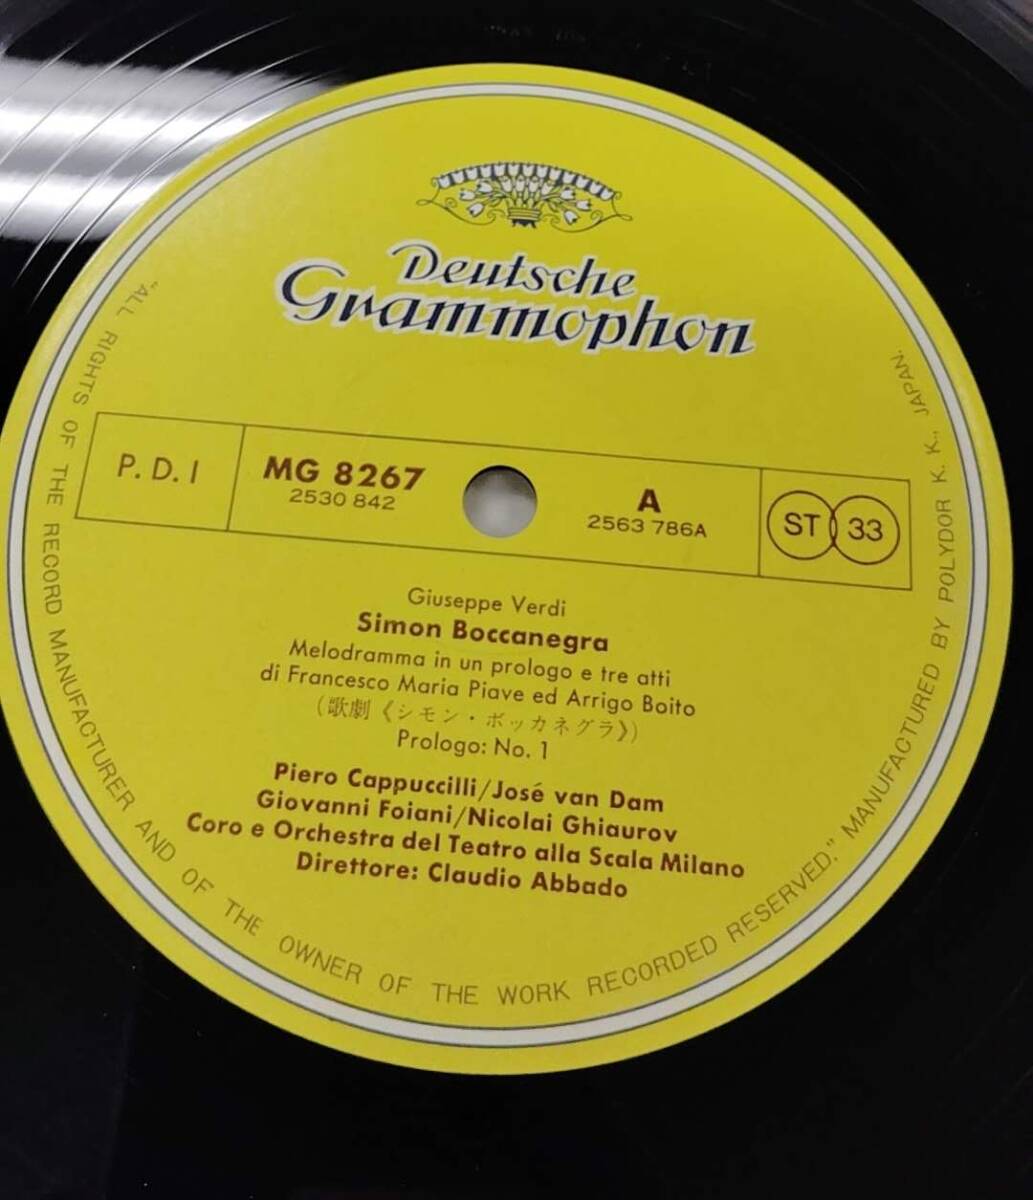 Deutsche
Grammophon
P. D. I
MG 8267
2530 842
A
2563 786A
ST 33
Giuseppe Verdi
Simon Boccanegra
Melodramma in un prologo e tre atti
di Francesco Maria Piave ed Arrigo Boito
(歌劇《シモン・ボッカネグラ》)
Prologo: No. 1
Piero Cappuccilli/José van Dam
Giovanni Foiani/Nicolai Ghiaurov
Coro e Orchestra del Teatro alla Scala Milano
Direttore: Claudio Abbado
"ALL RIGHTS OF THE RECORD MANUFACTURER AND OF THE OWNER OF THE WORK RECORDED RESERVED," MANUFACTURED BY POLYDOR K. K., JAPAN.